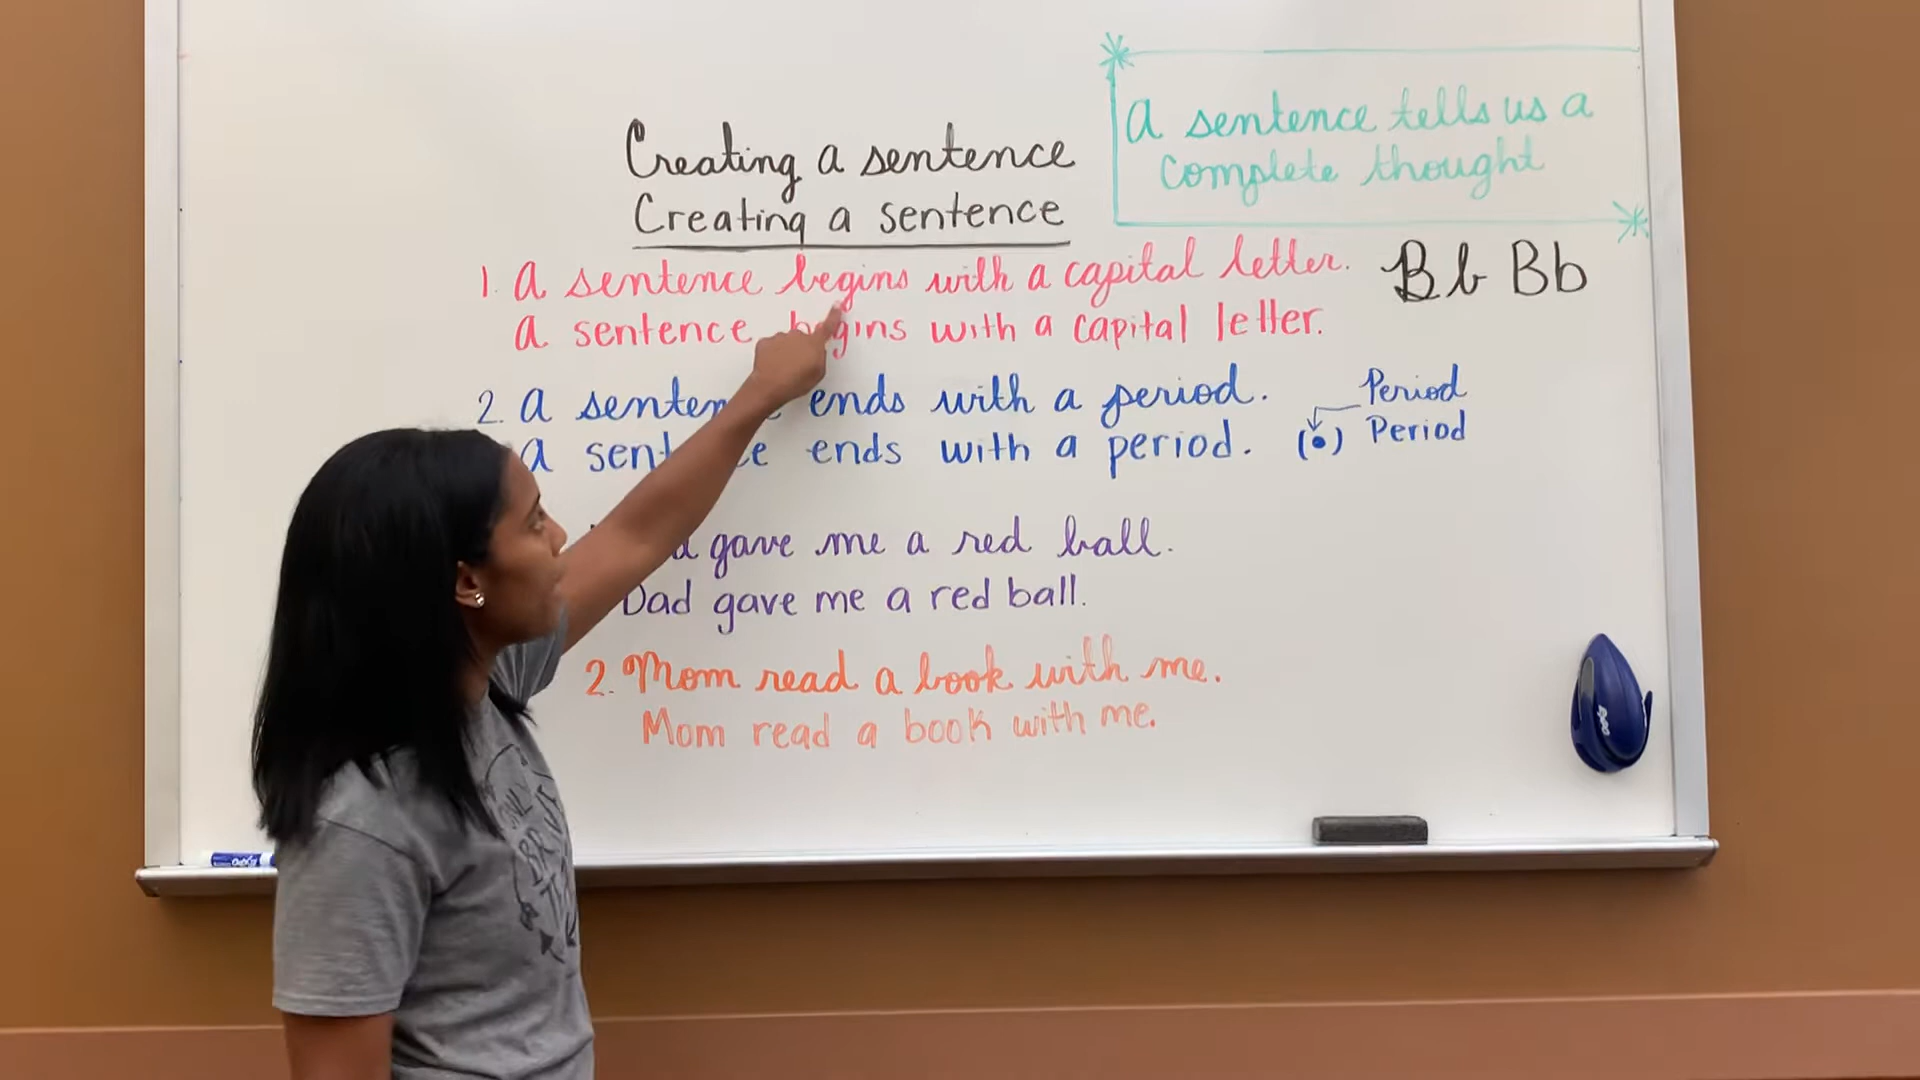 A sentence tells us a
complete thought
Creating a sentence
Creating a sentence
1. A sentence begins with a capital letter. Bb Bb
A sentence begins with a capital letter.
2. A sentence ends with a period. Period
A sentence ends with a period. (•) Period
gave me a red ball.
Dad gave me a red ball.
2. Mom read a book with me.
Mom read a book with me.
EXPO